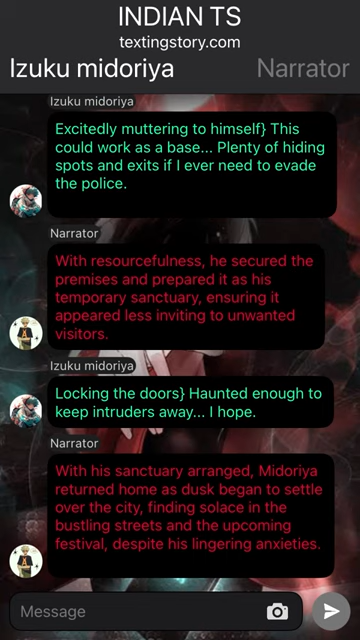 INDIAN TS
textingstory.com
Izuku midoriya Narrator
Izuku midoriya
Excitedly muttering to himself} This
could work as a base... Plenty of hiding
spots and exits if I ever need to evade
the police.
Narrator
With resourcefulness, he secured the
premises and prepared it as his
temporary sanctuary, ensuring it
appeared less inviting to unwanted
visitors.
Izuku midoriya
Locking the doors} Haunted enough to
keep intruders away... I hope.
Narrator
With his sanctuary arranged, Midoriya
returned home as dusk began to settle
over the city, finding solace in the
bustling streets and the upcoming
festival, despite his lingering anxieties.
Message